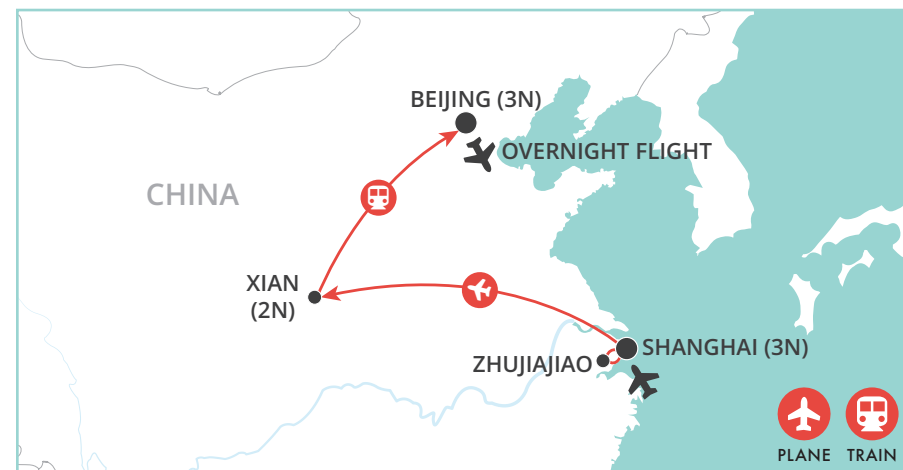 BEIJING (3N)
OVERNIGHT FLIGHT
CHINA
XIAN
(2N)
SHANGHAI (3N)
ZHUJIAJIAO
PLANE TRAIN